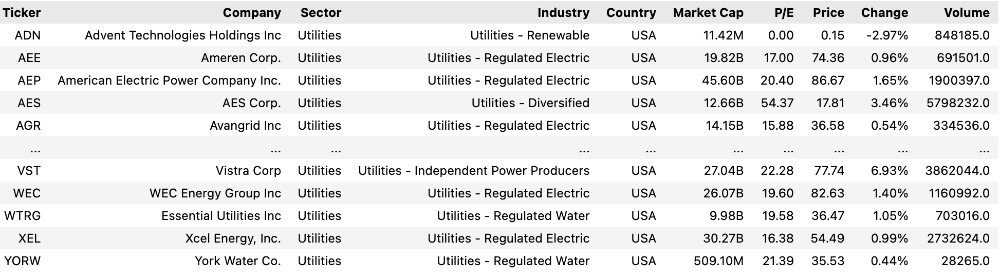 Ticker Company Sector Industry Country Market Cap P/E Price Change Volume
ADN Advent Technologies Holdings Inc Utilities Utilities - Renewable USA 11.42M 0.00 0.15 -2.97% 848185.0
AEE Ameren Corp. Utilities Utilities - Regulated Electric USA 19.82B 17.00 74.36 0.96% 691501.0
AEP American Electric Power Company Inc. Utilities Utilities - Regulated Electric USA 45.60B 20.40 86.67 1.65% 1900397.0
AES AES Corp. Utilities Utilities - Diversified USA 12.66B 54.37 17.81 3.46% 5798232.0
AGR Avangrid Inc Utilities Utilities - Regulated Electric USA 14.15B 15.88 36.58 0.54% 334536.0
... ... ... ... ... ... ... ... ... ...
VST Vistra Corp Utilities Utilities - Independent Power Producers USA 27.04B 22.28 77.74 6.93% 3862044.0
WEC WEC Energy Group Inc Utilities Utilities - Regulated Electric USA 26.07B 19.60 82.63 1.40% 1160992.0
WTRG Essential Utilities Inc Utilities Utilities - Regulated Water USA 9.98B 19.58 36.47 1.05% 703016.0
XEL Xcel Energy, Inc. Utilities Utilities - Regulated Electric USA 30.27B 16.38 54.49 0.99% 2732624.0
YORW York Water Co. Utilities Utilities - Regulated Water USA 509.10M 21.39 35.53 0.44% 28265.0